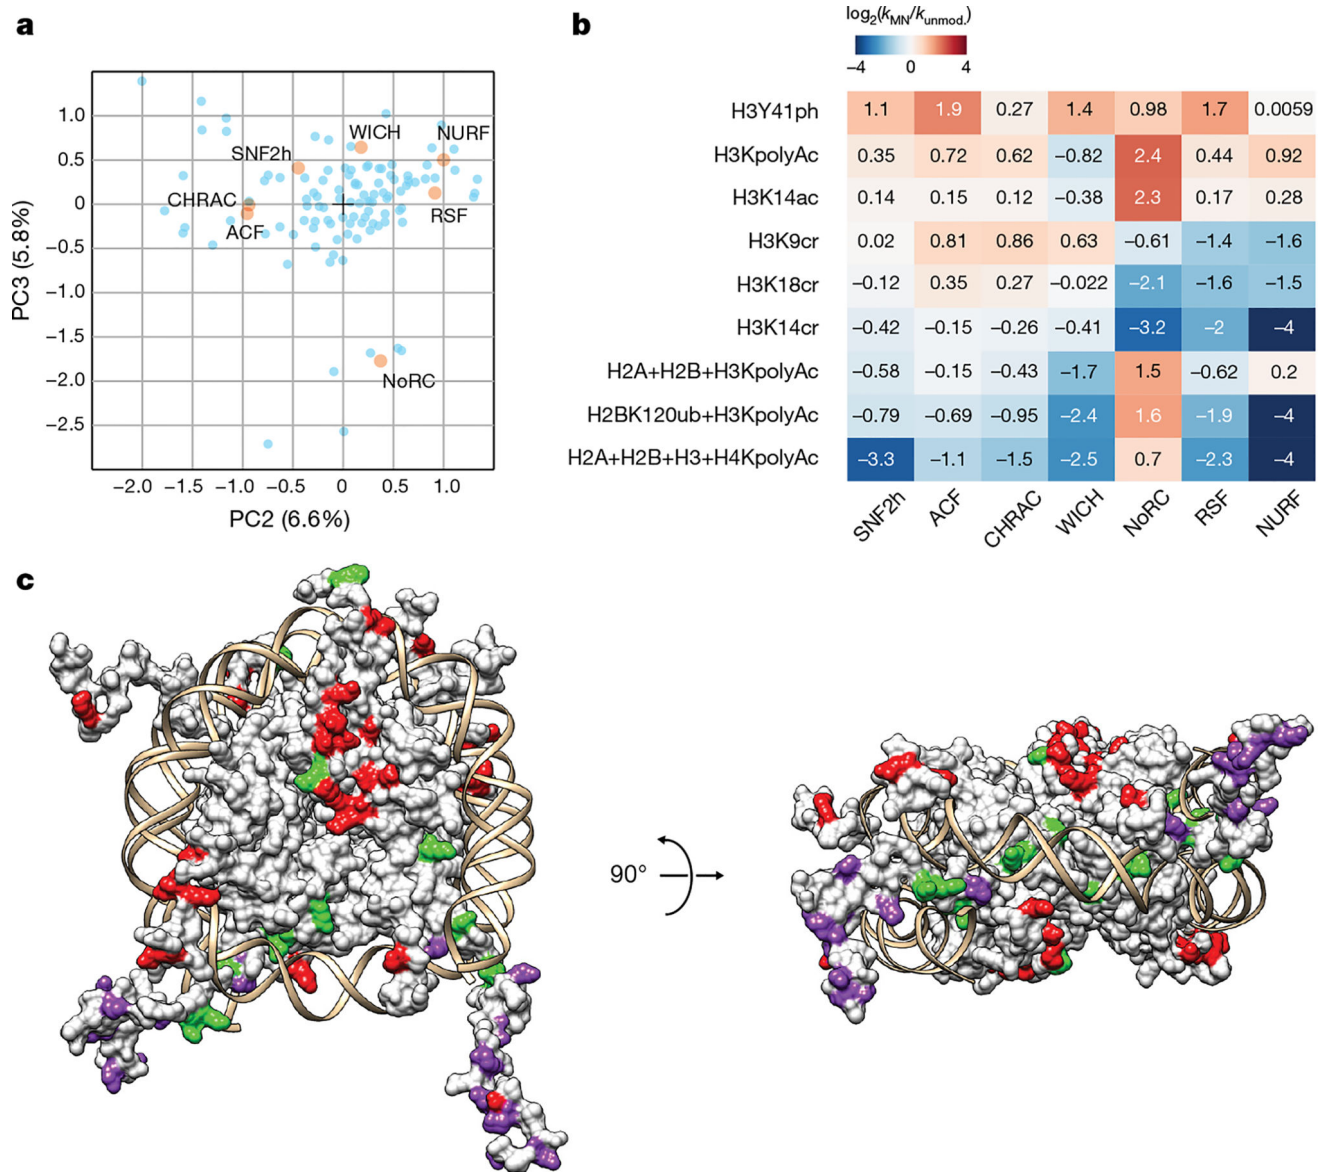 a
PC3 (5.8%)
1.0
0.5
0
−0.5
−1.0
−1.5
−2.0
−2.5
WICH
NURF
SNF2h
CHRAC
ACF
RSF
NoRC
−2.0 −1.5 −1.0 −0.5 0 0.5 1.0
PC2 (6.6%)
b
log2(kMN/kunmod.)
−4 0 4
H3Y41ph 1.1 1.9 0.27 1.4 0.98 1.7 0.0059
H3KpolyAc 0.35 0.72 0.62 −0.82 2.4 0.44 0.92
H3K14ac 0.14 0.15 0.12 −0.38 2.3 0.17 0.28
H3K9cr 0.02 0.81 0.86 0.63 −0.61 −1.4 −1.6
H3K18cr −0.12 0.35 0.27 −0.022 −2.1 −1.6 −1.5
H3K14cr −0.42 −0.15 −0.26 −0.41 −3.2 −2 −4
H2A+H2B+H3KpolyAc −0.58 −0.15 −0.43 −1.7 1.5 −0.62 0.2
H2BK120ub+H3KpolyAc −0.79 −0.69 −0.95 −2.4 1.6 −1.9 −4
H2A+H2B+H3+H4KpolyAc −3.3 −1.1 −1.5 −2.5 0.7 −2.3 −4
SNF2h ACF CHRAC WICH NoRC RSF NURF
c
90°